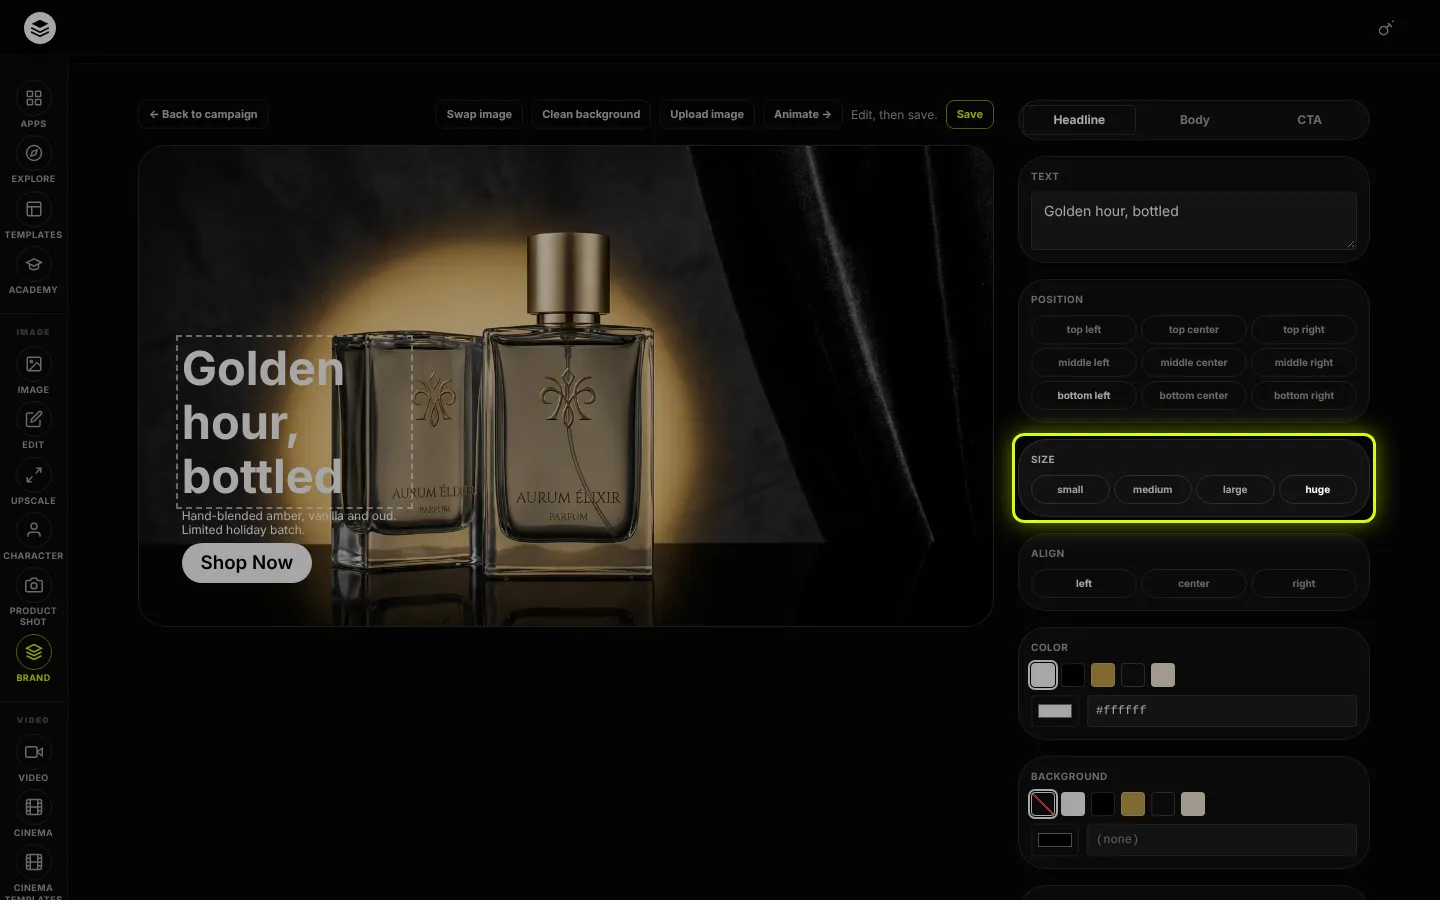 APPS
EXPLORE
TEMPLATES
ACADEMY
IMAGE
IMAGE
EDIT
UPSCALE
CHARACTER
PRODUCT
SHOT
BRAND
VIDEO
VIDEO
CINEMA
CINEMA
TEMPLATES
← Back to campaign
Swap image
Clean background
Upload image
Animate →
Edit, then save.
Save
Golden
hour,
bottled
Hand-blended amber, vanilla and oud.
Limited holiday batch.
Shop Now
AURUM ÉLIXIR
PARFUM
AURUM ÉLIXIR
PARFUM
Headline
Body
CTA
TEXT
Golden hour, bottled
POSITION
top left
top center
top right
middle left
middle center
middle right
bottom left
bottom center
bottom right
SIZE
small
medium
large
huge
ALIGN
left
center
right
COLOR
#ffffff
BACKGROUND
(none)